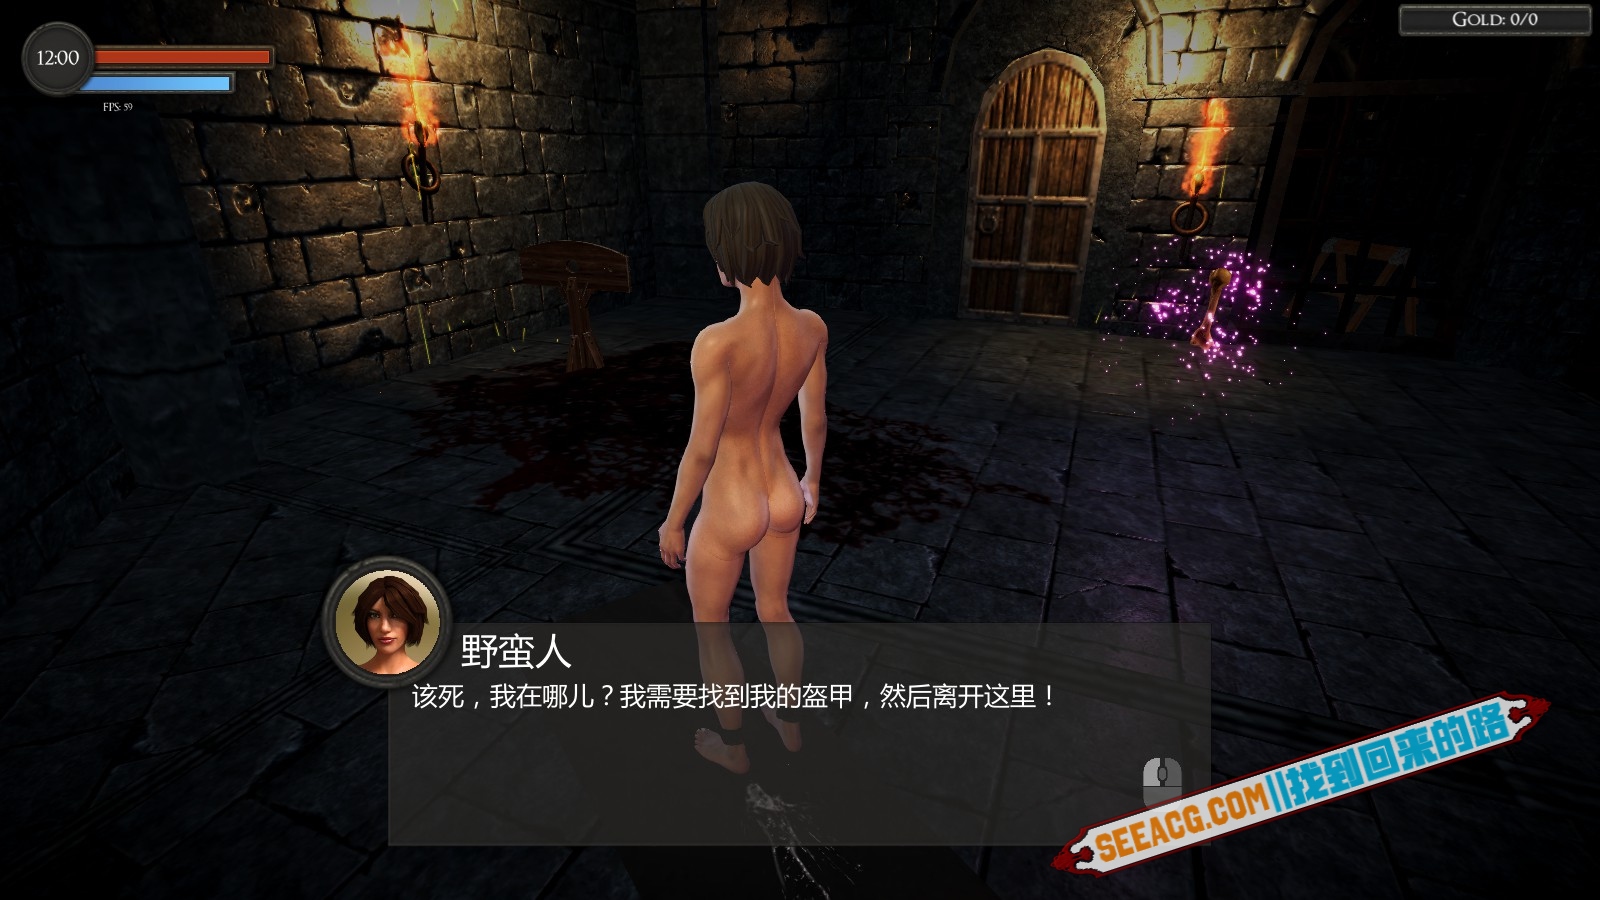 12:00
FPS: 59
GOLD: 0/0
野蛮人
该死，我在哪儿？我需要找到我的盔甲，然后离开这里！
SEEACG.COM||找到回来的路